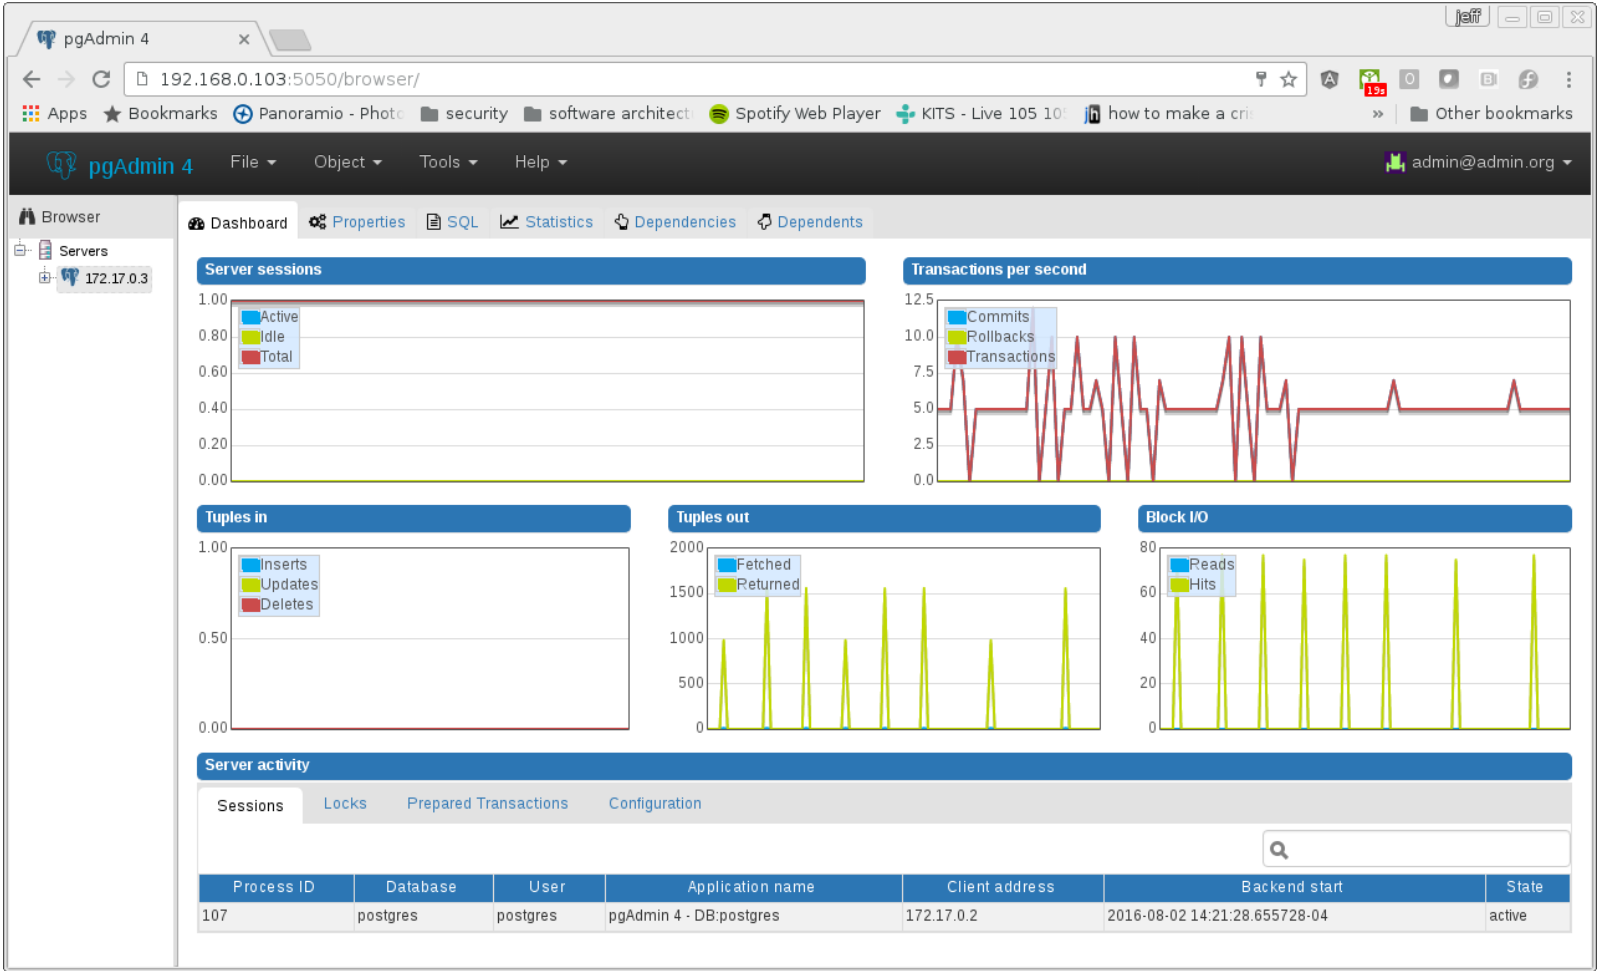 jeff
pgAdmin 4
192.168.0.103:5050/browser/
19s
Apps Bookmarks Panoramio - Photo security software architect Spotify Web Player KITS - Live 105 10 how to make a cri » Other bookmarks
pgAdmin 4 File Object Tools Help admin@admin.org
Browser
Dashboard Properties SQL Statistics Dependencies Dependents
Servers
172.17.0.3
Server sessions
1.00
0.80
0.60
0.40
0.20
0.00
Active
Idle
Total
Transactions per second
12.5
10.0
7.5
5.0
2.5
0.0
Commits
Rollbacks
Transactions
Tuples in
1.00
0.50
0.00
Inserts
Updates
Deletes
Tuples out
2000
1500
1000
500
0
Fetched
Returned
Block I/O
80
60
40
20
0
Reads
Hits
Server activity
Sessions Locks Prepared Transactions Configuration
Process ID Database User Application name Client address Backend start State
107 postgres postgres pgAdmin 4 - DB:postgres 172.17.0.2 2016-08-02 14:21:28.655728-04 active